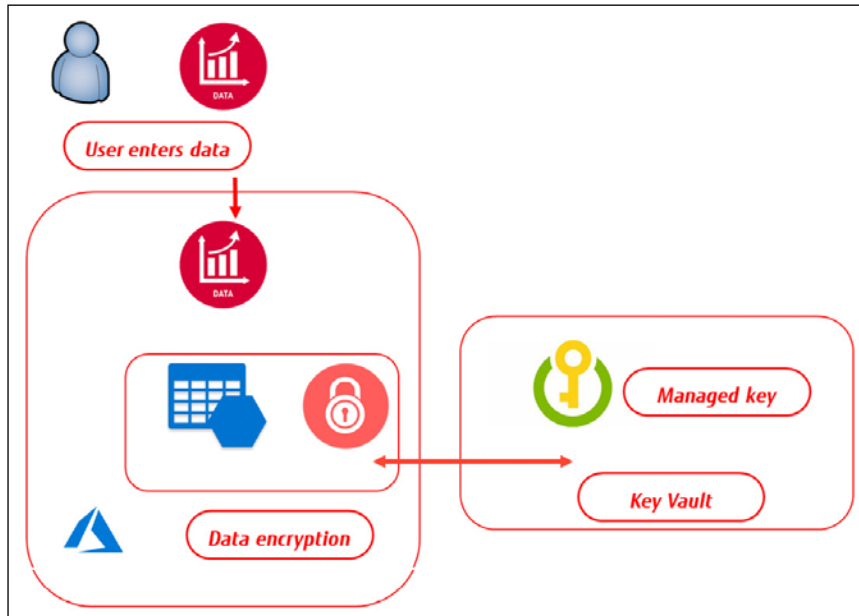 DATA
User enters data
DATA
Managed key
Key Vault
Data encryption